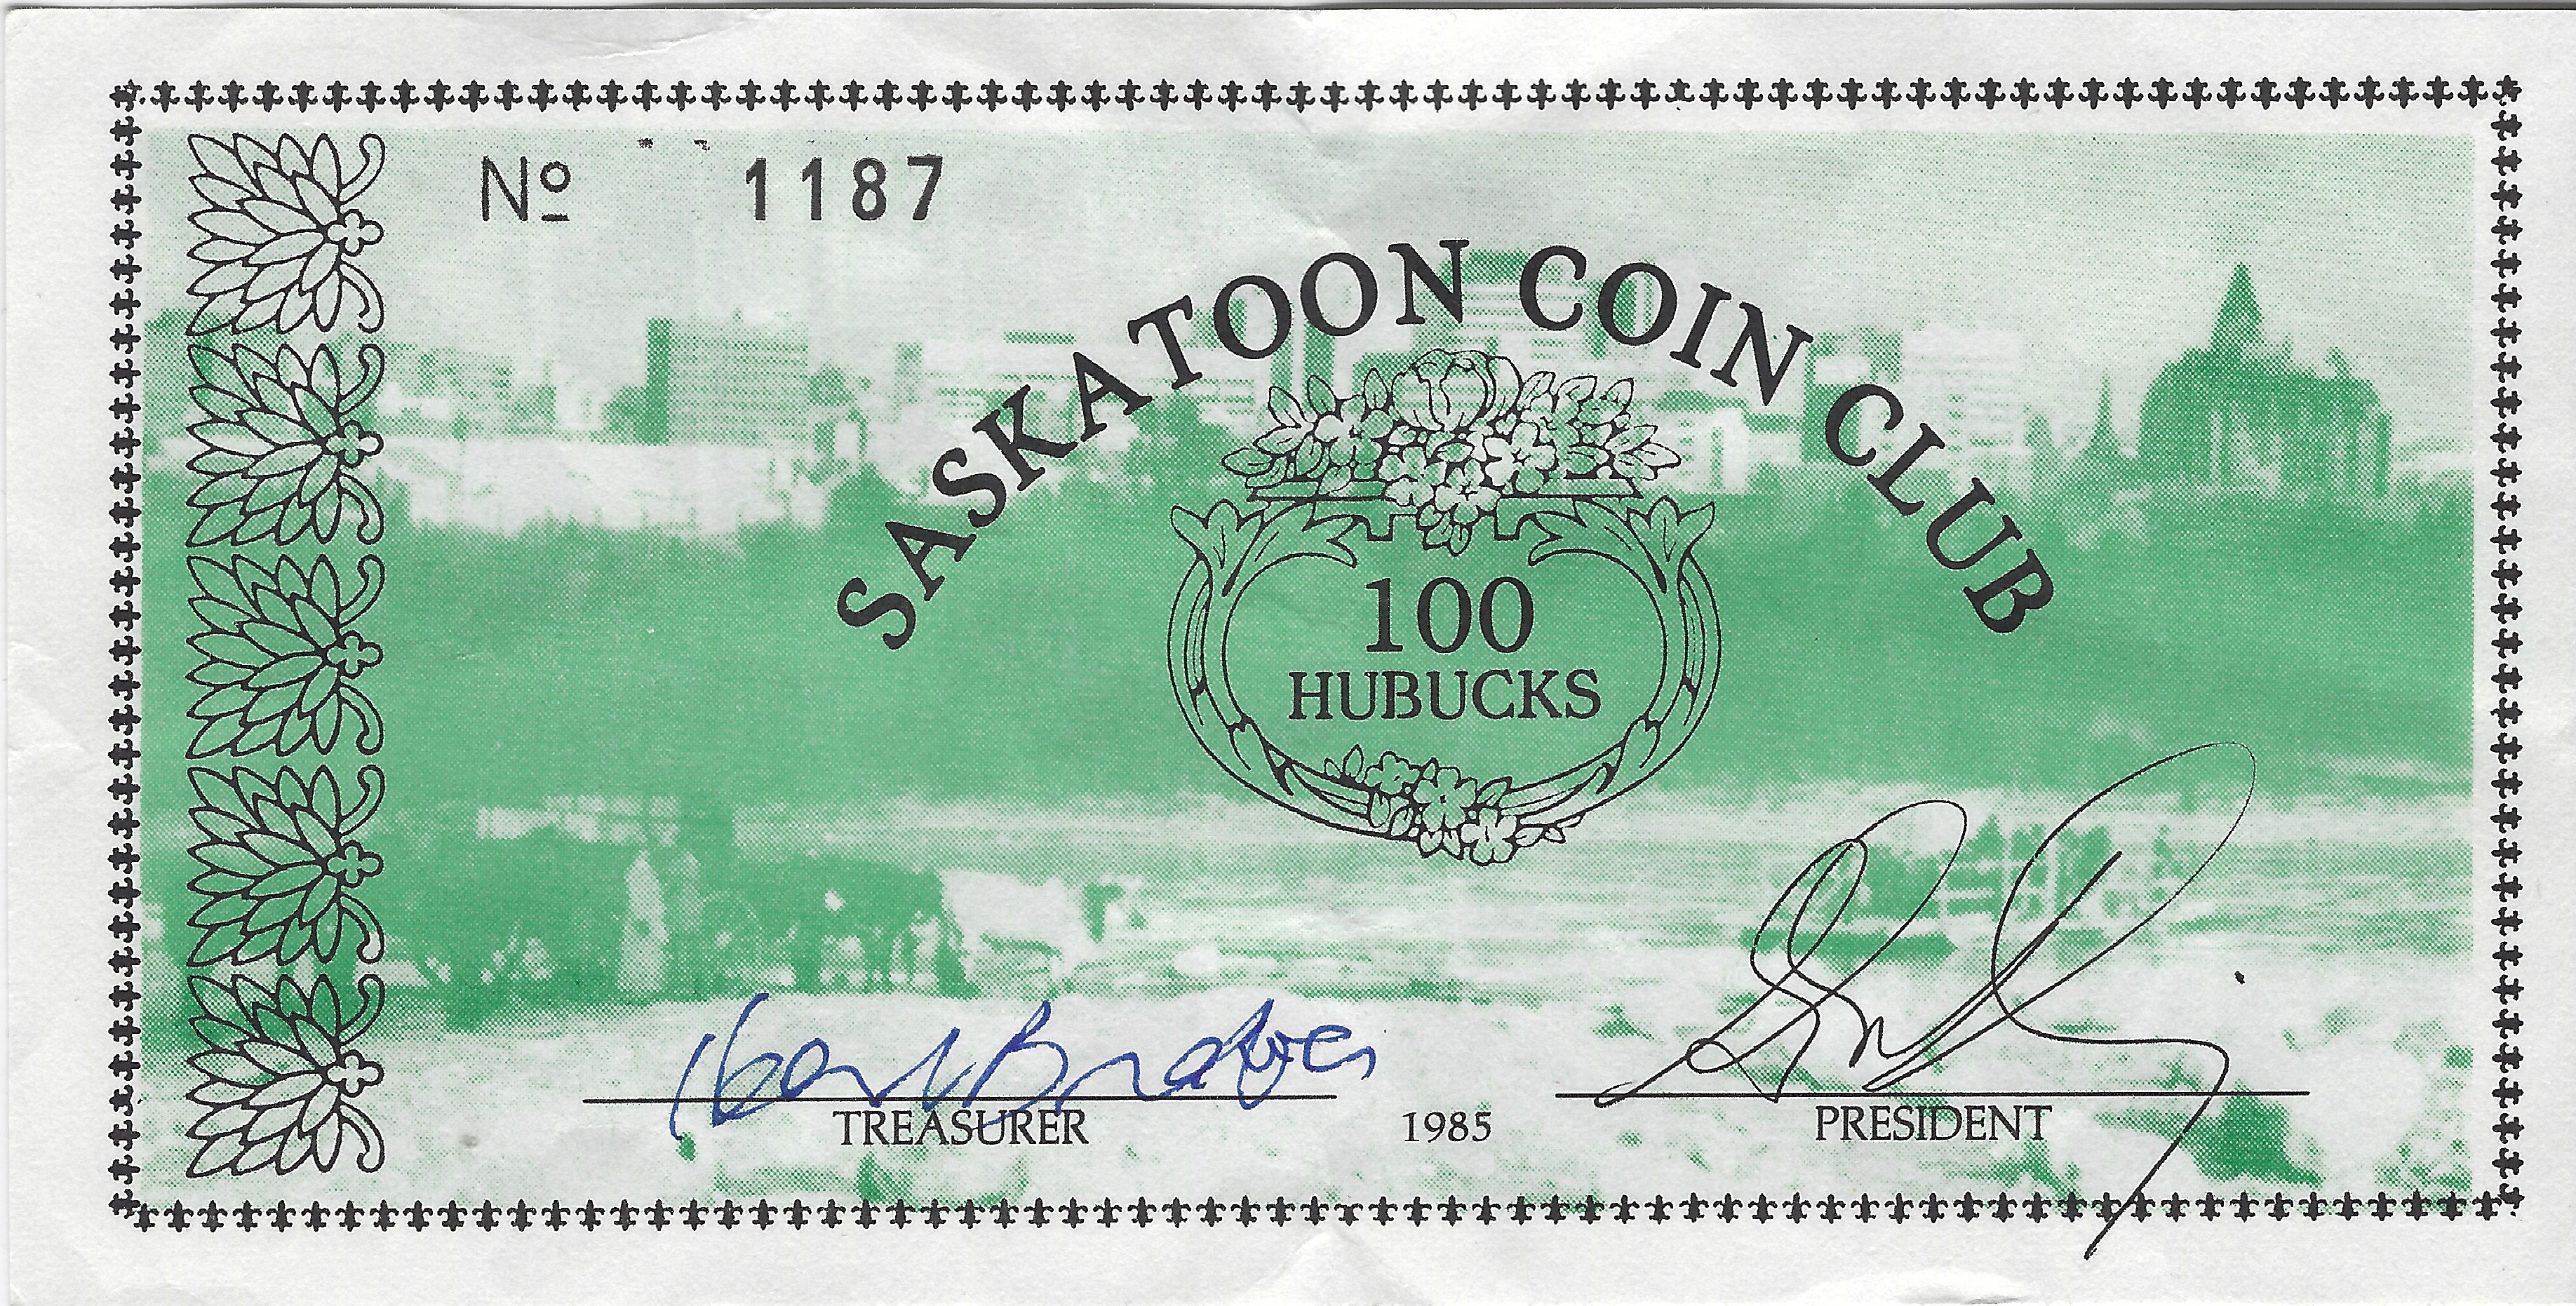 Nº 1187
SASKATOON COIN CLUB
100
HUBUCKS
TREASURER
1985
PRESIDENT